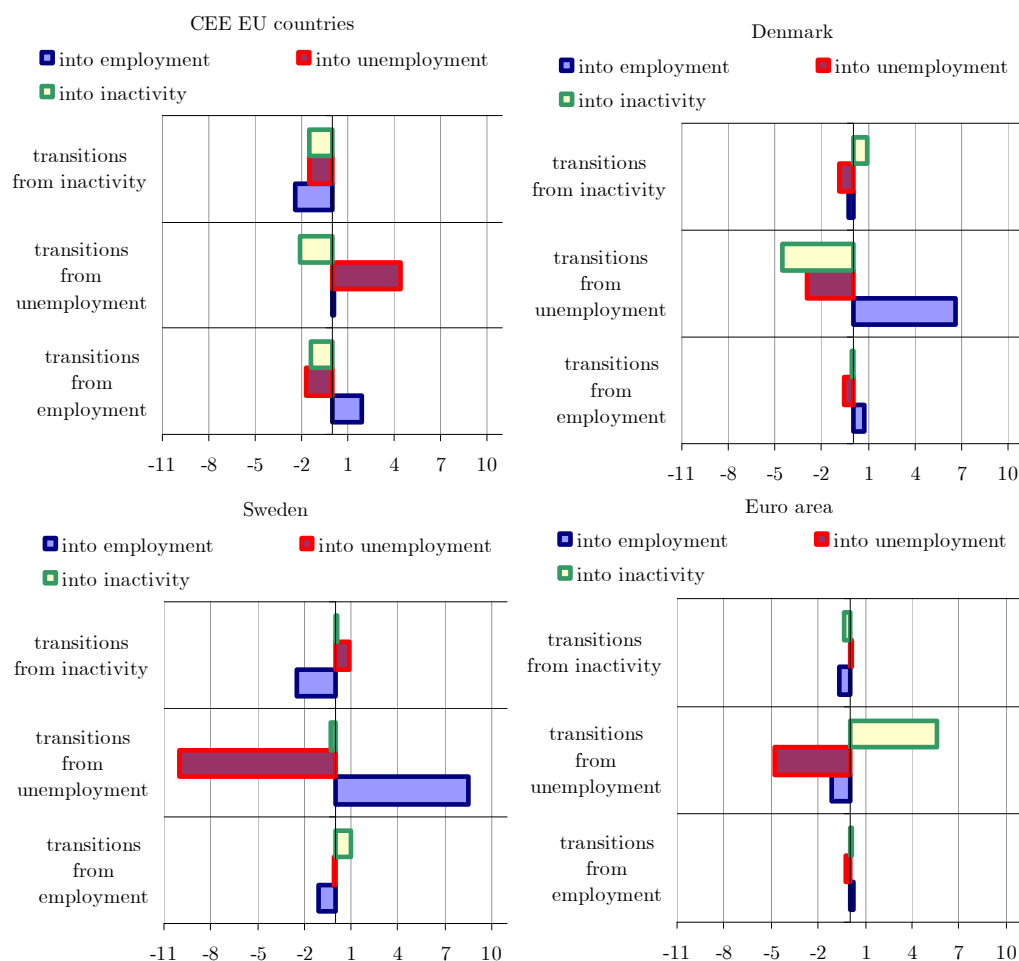 CEE EU countries
into employment
into unemployment
into inactivity
transitions
from inactivity
transitions
from
unemployment
transitions
from
employment
-11 -8 -5 -2 1 4 7 10
Denmark
into employment
into unemployment
into inactivity
transitions
from inactivity
transitions
from
unemployment
transitions
from
employment
-11 -8 -5 -2 1 4 7 10
Sweden
into employment
into unemployment
into inactivity
transitions
from inactivity
transitions
from
unemployment
transitions
from
employment
-11 -8 -5 -2 1 4 7 10
Euro area
into employment
into unemployment
into inactivity
transitions
from inactivity
transitions
from
unemployment
transitions
from
employment
-11 -8 -5 -2 1 4 7 10